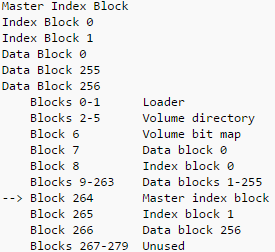 Master Index Block
Index Block 0
Index Block 1
Data Block 0
Data Block 255
Data Block 256
Blocks 0-1 Loader
Blocks 2-5 Volume directory
Block 6 Volume bit map
Block 7 Data block 0
Block 8 Index block 0
Blocks 9-263 Data blocks 1-255
--> Block 264 Master index block
Block 265 Index block 1
Block 266 Data block 256
Blocks 267-279 Unused